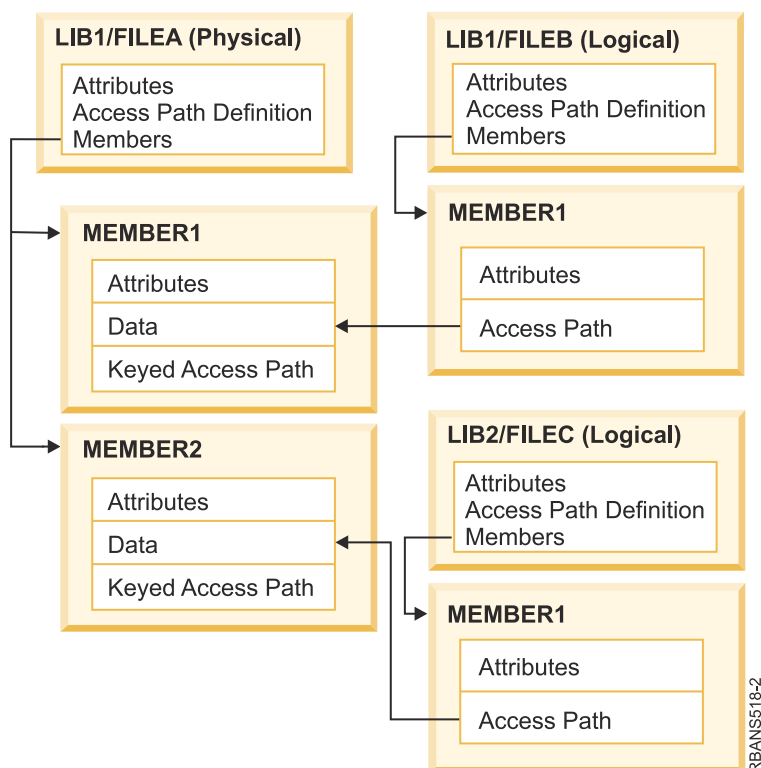 LIB1/FILEA (Physical)
Attributes
Access Path Definition
Members
MEMBER1
Attributes
Data
Keyed Access Path
MEMBER2
Attributes
Data
Keyed Access Path
LIB1/FILEB (Logical)
Attributes
Access Path Definition
Members
MEMBER1
Attributes
Access Path
LIB2/FILEC (Logical)
Attributes
Access Path Definition
Members
MEMBER1
Attributes
Access Path
RBANS518-2